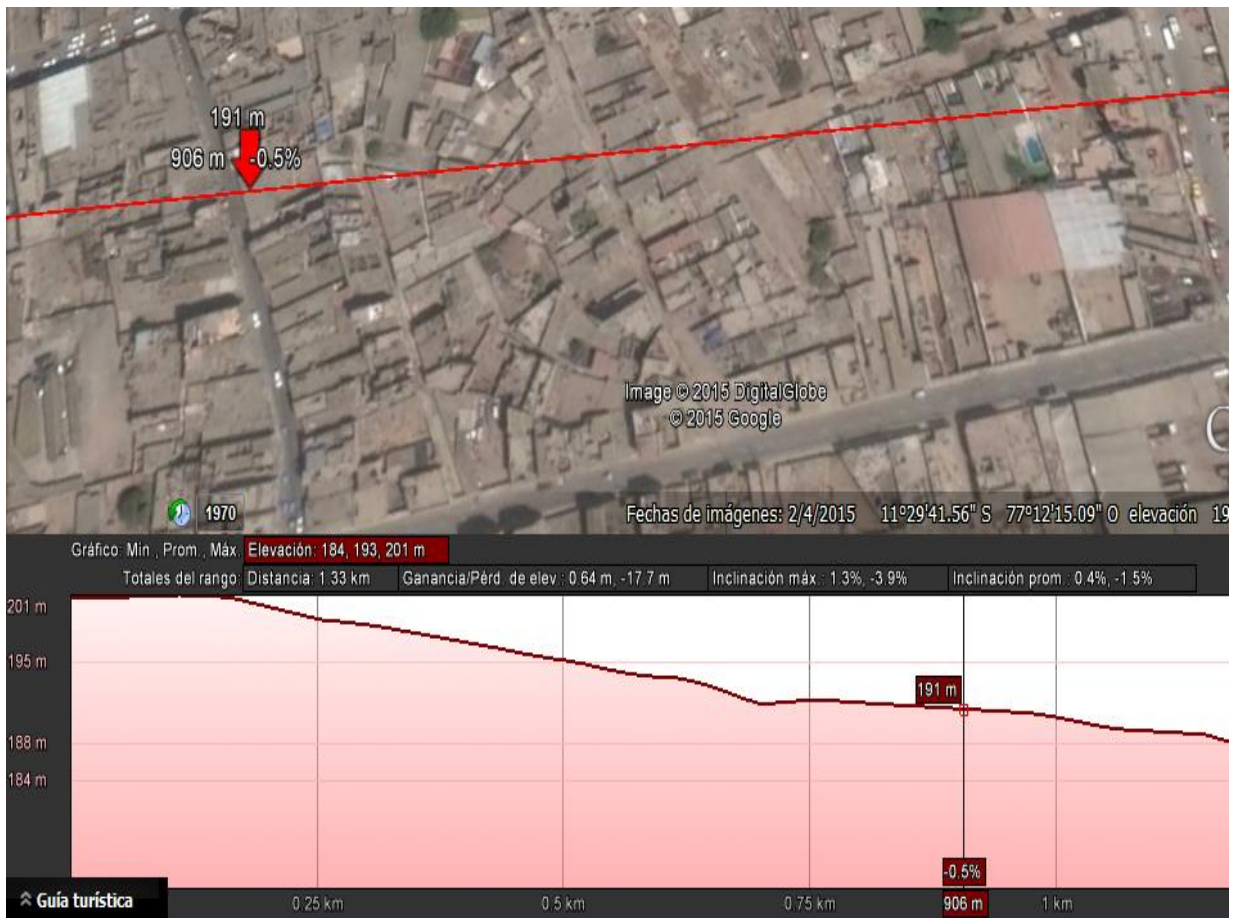 191 m
906 m -0.5%
Image © 2015 DigitalGlobe
© 2015 Google
1970
Fechas de imágenes: 2/4/2015 11°29'41.56" S 77°12'15.09" O elevación 19
Gráfico: Min., Prom., Máx. Elevación: 184, 193, 201 m
Totales del rango: Distancia: 1.33 km Ganancia/Pérd. de elev.: 0.64 m, -17.7 m Inclinación máx.: 1.3%, -3.9% Inclinación prom.: 0.4%, -1.5%
201 m
195 m
191 m
188 m
184 m
-0.5%
Guía turística 0.25 km 0.5 km 0.75 km 906 m 1 km